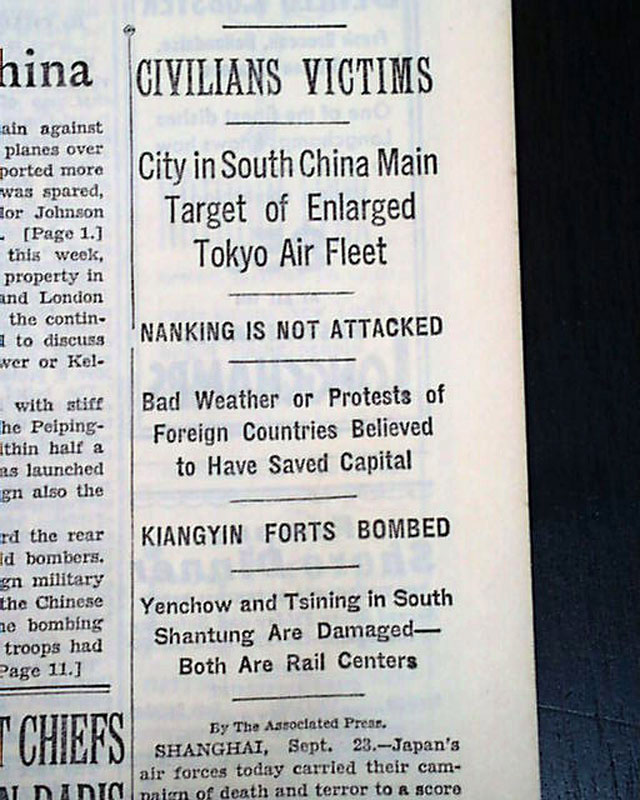 hina
ain against
planes over
ported more
was spared,
lor Johnson
. [Page 1.]
this week,
property in
and London
the contin-
to discuss
wer or Kel-
with stiff
he Peiping-
ithin half a
as launched
gn also the
rd the rear
d bombers.
gn military
the Chinese
ne bombing
troops had
Page 11.]
T CHIEFS
CIVILIANS VICTIMS
City in South China Main
Target of Enlarged
Tokyo Air Fleet
NANKING IS NOT ATTACKED
Bad Weather or Protests of
Foreign Countries Believed
to Have Saved Capital
KIANGYIN FORTS BOMBED
Yenchow and Tsining in South
Shantung Are Damaged—
Both Are Rail Centers
By The Associated Press.
SHANGHAI, Sept. 23.—Japan's
air forces today carried their cam-
paign of death and terror to a score